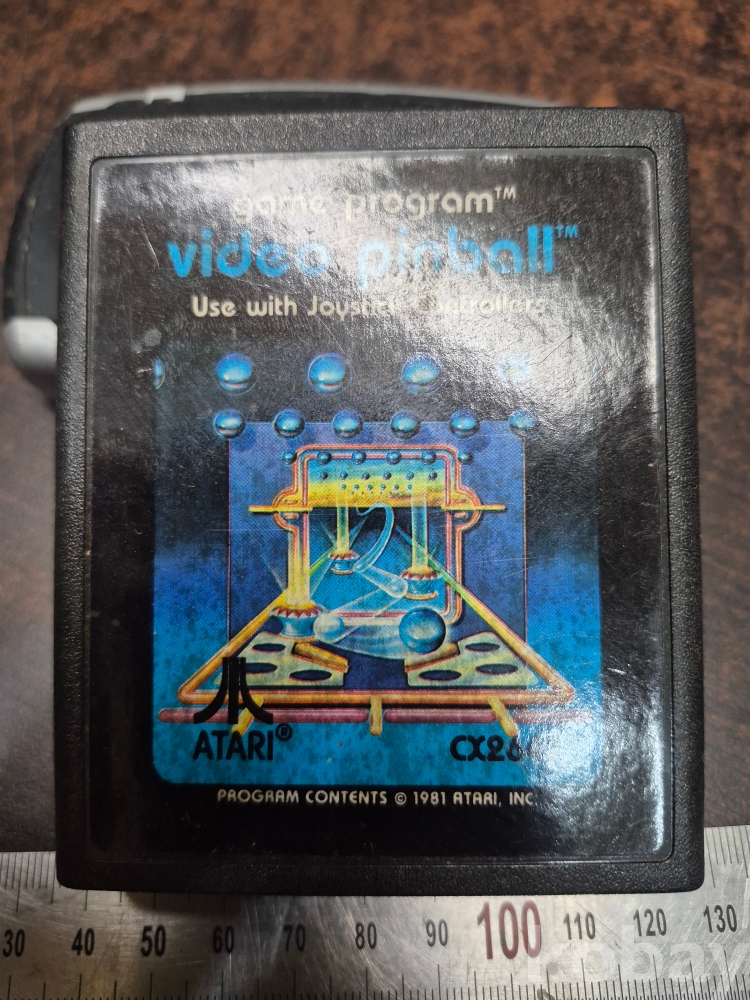 game program™
video pinball™
Use with Joystick Controllers
ATARI®
PROGRAM CONTENTS © 1981 ATARI, INC.
30 40 50 60 70 80 90 100 110 120 130